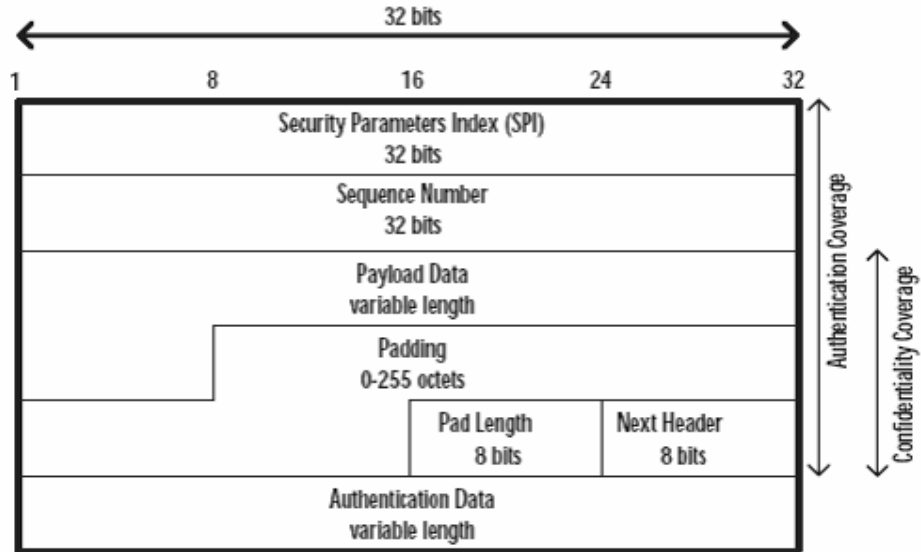 32 bits
1 8 16 24 32
Security Parameters Index (SPI)
32 bits
Sequence Number
32 bits
Payload Data
variable length
Padding
0-255 octets
Pad Length
8 bits
Next Header
8 bits
Authentication Data
variable length
Authentication Coverage
Confidentiality Coverage